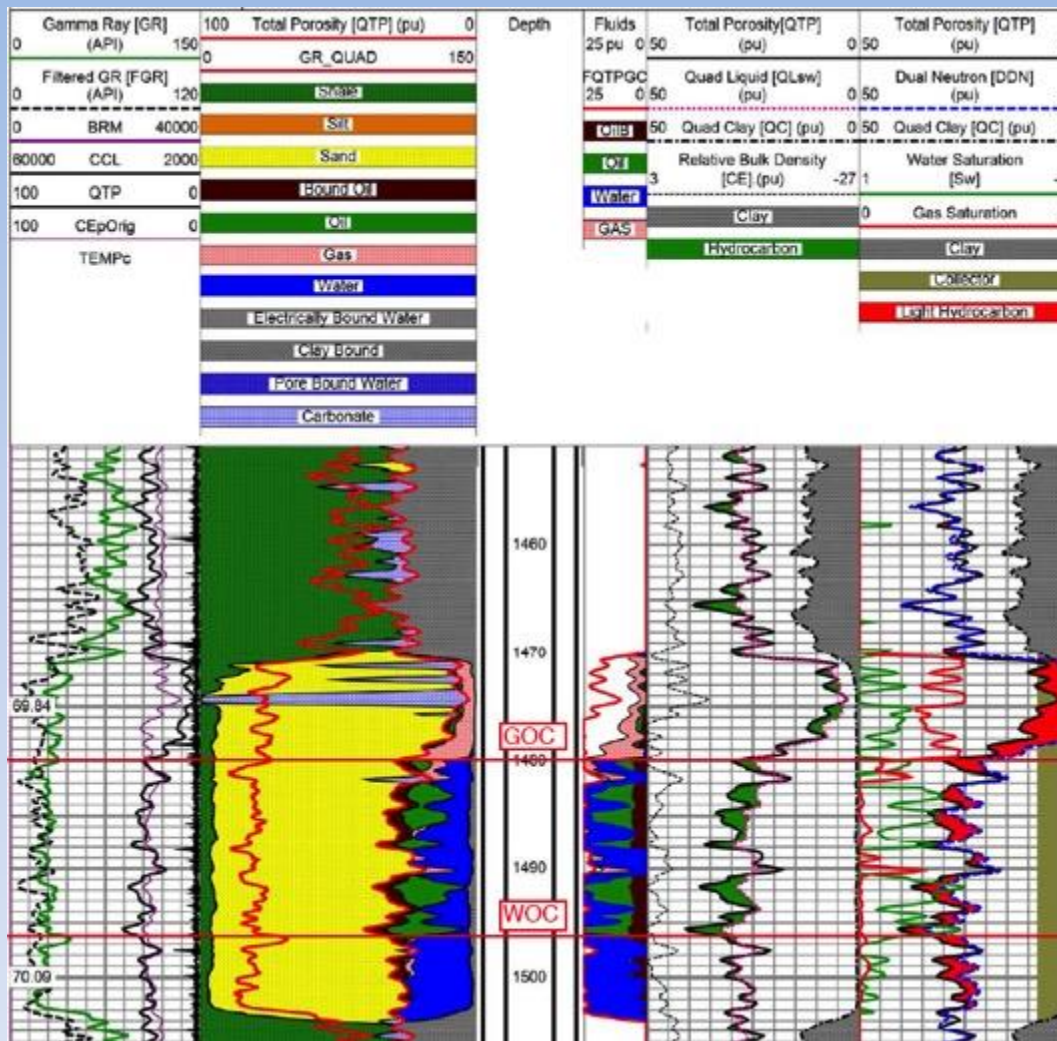 Gamma Ray [GR]
0 (API) 150
Filtered GR [FGR]
0 (API) 120
0 BRM 40000
60000 CCL 2000
100 QTP 0
100 CEpOrig 0
TEMPc
100 Total Porosity [QTP] (pu) 0
0 GR_QUAD 150
Shale
Silt
Sand
Bound Oil
Oil
Gas
Water
Electrically Bound Water
Clay Bound
Pore Bound Water
Carbonate
Depth
Fluids
25 pu 0
FQTPGC
25 0
OilB
Oil
Water
GAS
Total Porosity[QTP]
50 (pu) 0
Quad Liquid [QLsw]
50 (pu) 0
50 Quad Clay [QC] (pu) 0
Relative Bulk Density
3 [CE] (pu) -27
Clay
Hydrocarbon
Total Porosity [QTP]
50 (pu)
Dual Neutron [DDN]
50 (pu)
50 Quad Clay [QC] (pu)
Water Saturation
1 [Sw] -
0 Gas Saturation
Clay
Collector
Light Hydrocarbon
1460
1470
69.84
GOC
1480
1490
WOC
70.09
1500